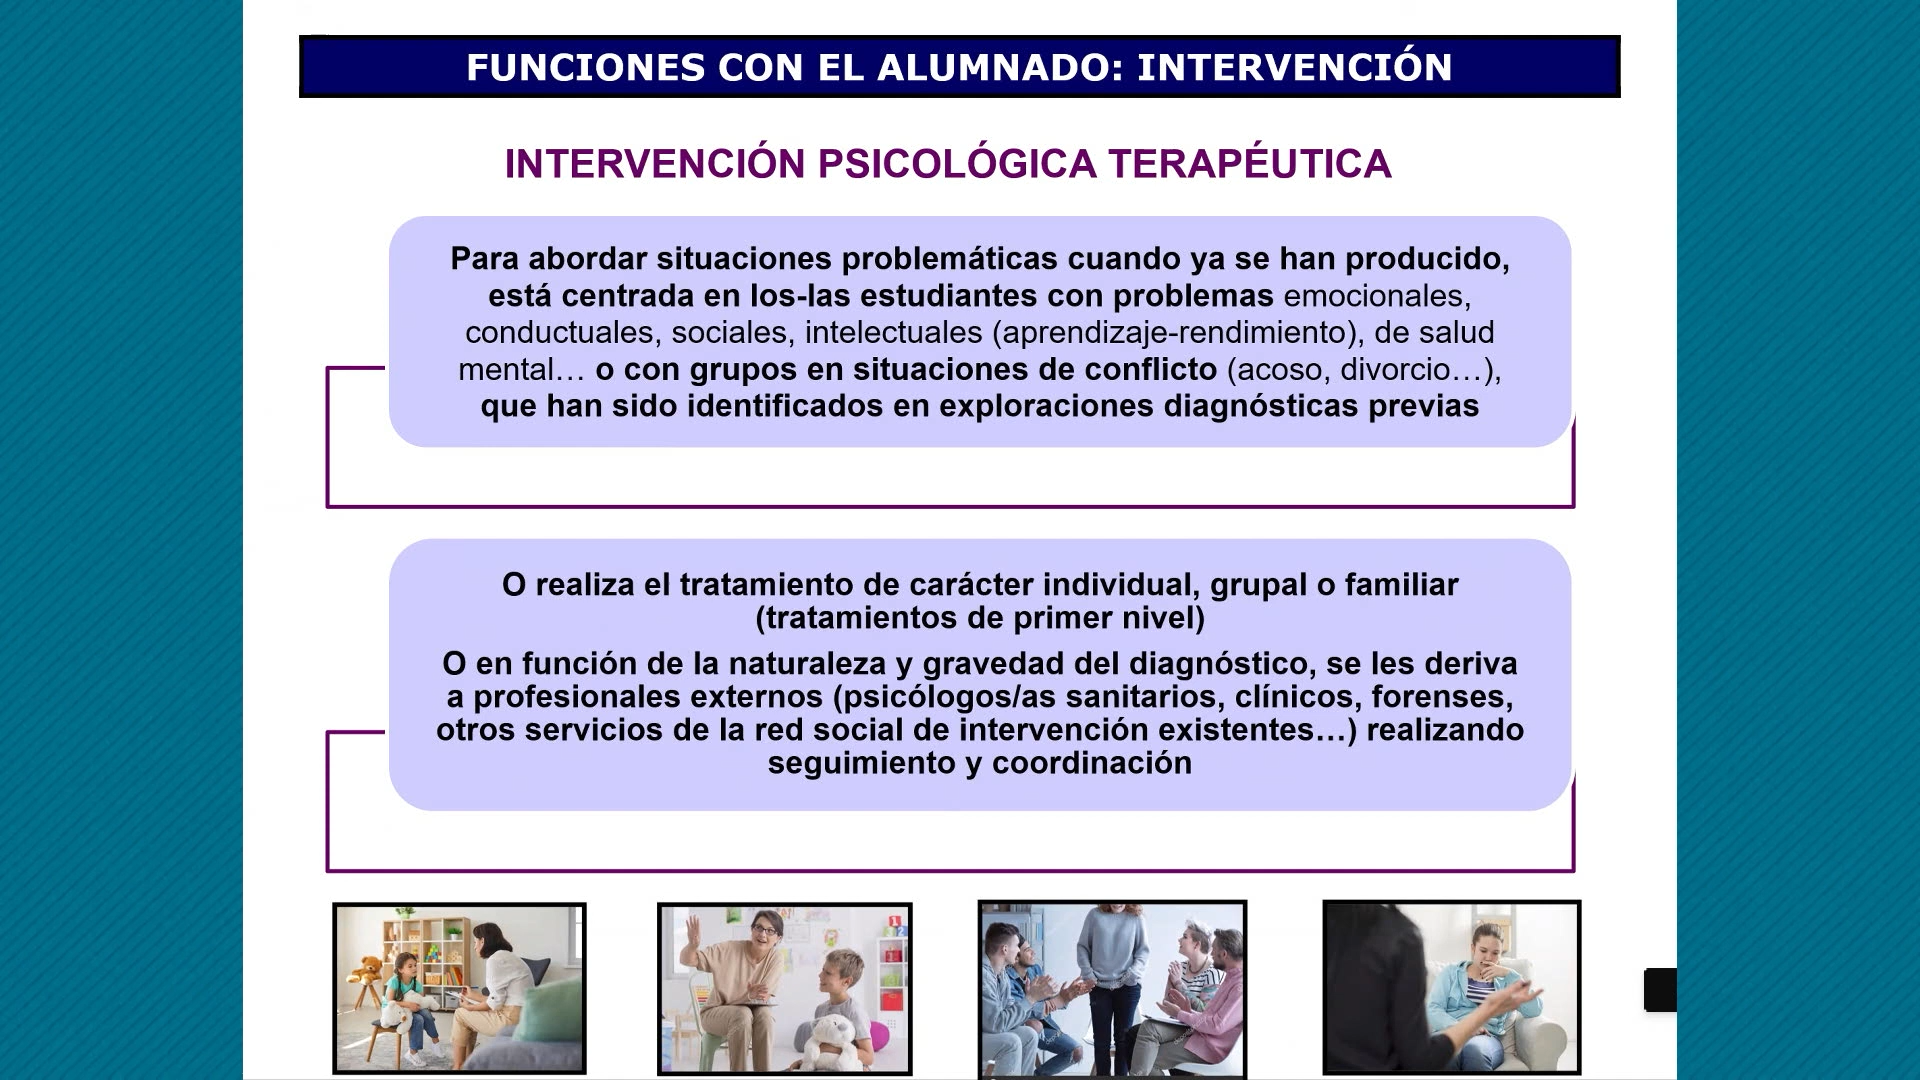 FUNCIONES CON EL ALUMNADO: INTERVENCIÓN
INTERVENCIÓN PSICOLÓGICA TERAPÉUTICA
Para abordar situaciones problemáticas cuando ya se han producido,
está centrada en los-las estudiantes con problemas emocionales,
conductuales, sociales, intelectuales (aprendizaje-rendimiento), de salud
mental… o con grupos en situaciones de conflicto (acoso, divorcio…),
que han sido identificados en exploraciones diagnósticas previas
O realiza el tratamiento de carácter individual, grupal o familiar
(tratamientos de primer nivel)
O en función de la naturaleza y gravedad del diagnóstico, se les deriva
a profesionales externos (psicólogos/as sanitarios, clínicos, forenses,
otros servicios de la red social de intervención existentes…) realizando
seguimiento y coordinación